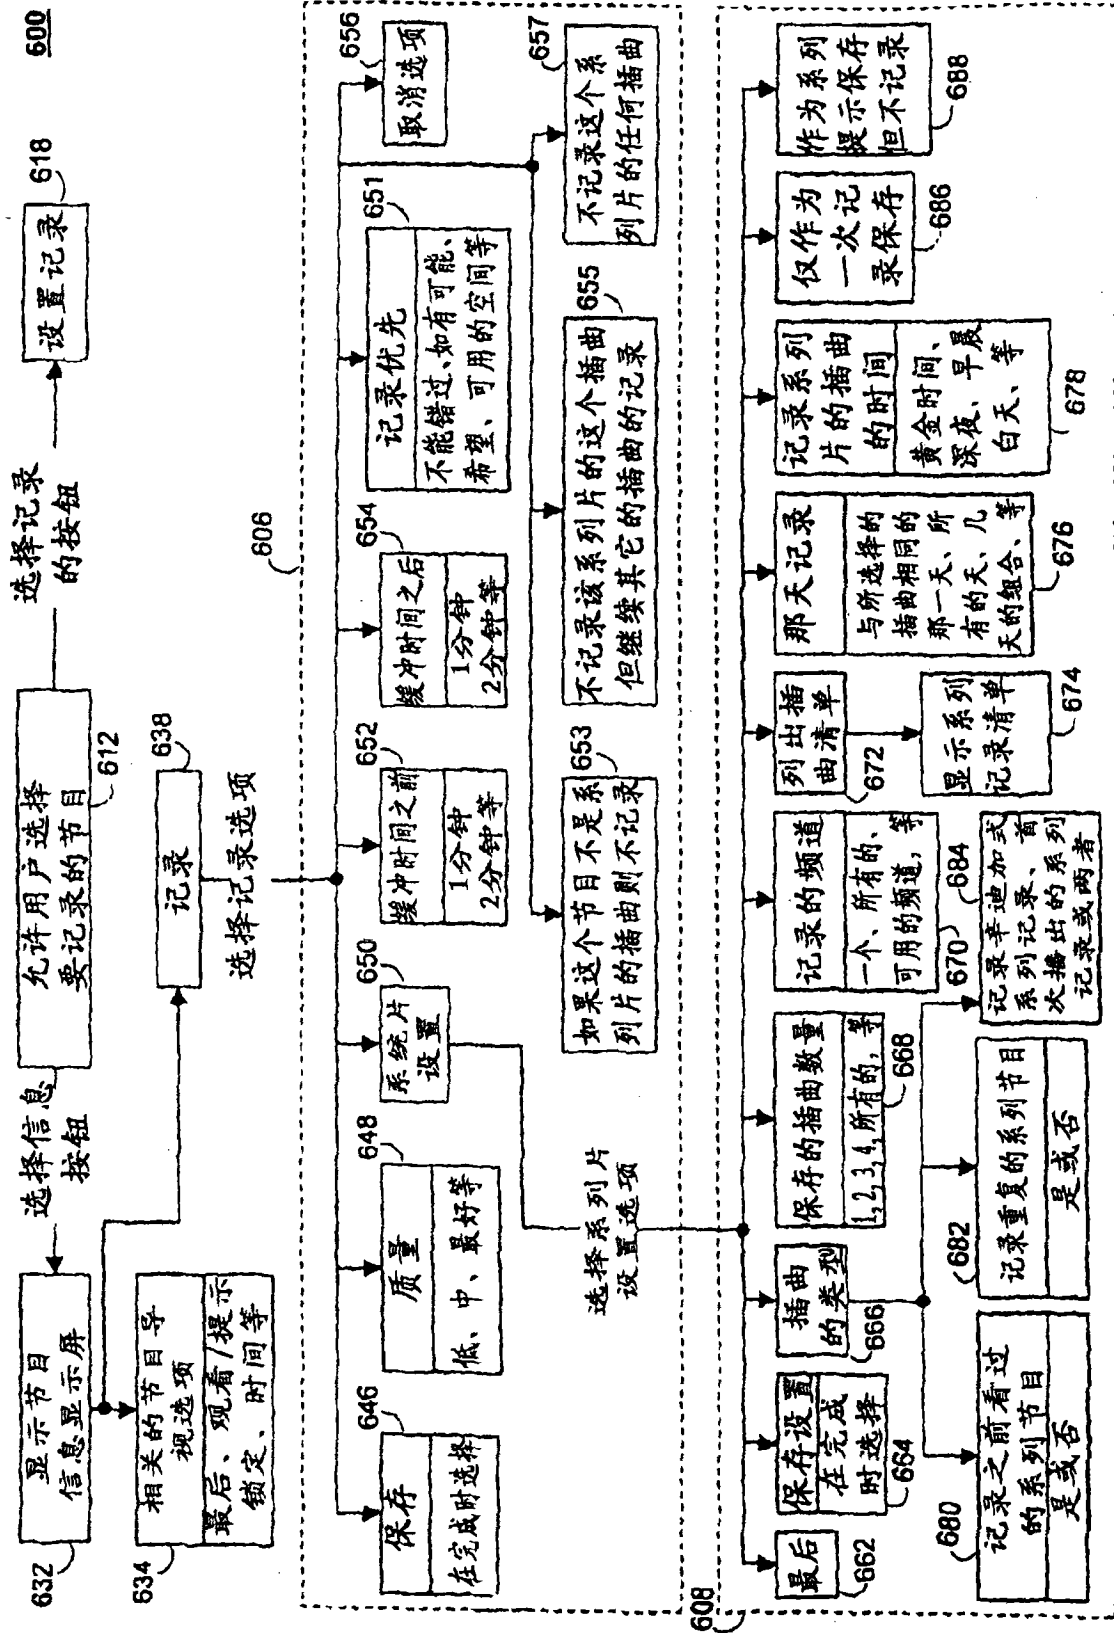 600
允许用户选择
要记录的节目
612
选择信息
按钮
选择记录
的按钮
设置记录
618
显示节目
信息显示屏
632
相关的节目导
视选项
最后、观看/提示
锁定、时间等
634
记录
638
选择记录选项
606
保存
在完成时选择
646
质量
低、中、最好等
648
系统片
设置
650
缓冲时间之前
1分钟
2分钟等
652
缓冲时间之后
1分钟
2分钟等
654
记录优先
不能错过、如有可能、
希望、可用的空间等
651
取消选项
656
如果这个节目不是系
列片的插曲则不记录
653
不记录该系列片的这个插曲
但继续其它的插曲的记录
655
不记录这个系
列片的任何插曲
657
选择系列片
设置选项
608
最后
662
保存设置
在完成
时选择
664
插曲
的类型
666
保存的插曲数量
1,2,3,4,所有的,等
668
记录的频道
一个、所有的、
可用的频道,等
670
列出插
曲清单
672
显示系列
记录清单
674
那天记录
与所选择的
插曲相同的
那一天、所
有的天、几
天的组合、等
676
记录系列
片的插曲
的时间
黄金时间、
深夜、早晨
白天、等
678
仅作为
一次记
录保存
686
作为系列
提示保存
但不记录
688
记录之前看过
的系列节目
是或否
680
记录重复的系列节目
是或否
682
记录辛迪加式
系列记录、首
次播出的系列
记录或两者
684